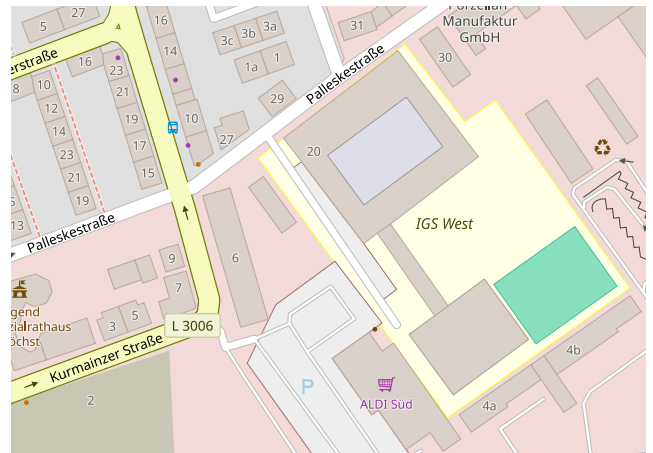 5
27
16
31
Porzellan
Manufaktur
GmbH
3c
3b
3a
14
erstraße
16
23
1a
1
30
8
10
21
29
Palleskestraße
12
19
10
14
17
27
20
23
15
21
19
13
Palleskestraße
IGS West
9
6
7
gend
zialrathaus
öchst
3
5
L 3006
Kurmainzer Straße
P
ALDI Süd
4b
2
4a